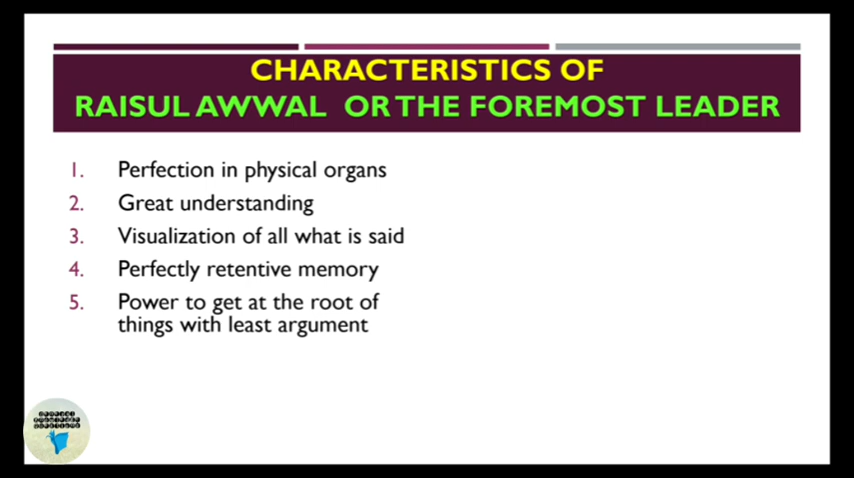 CHARACTERISTICS OF
RAISUL AWWAL OR THE FOREMOST LEADER
1. Perfection in physical organs
2. Great understanding
3. Visualization of all what is said
4. Perfectly retentive memory
5. Power to get at the root of
things with least argument